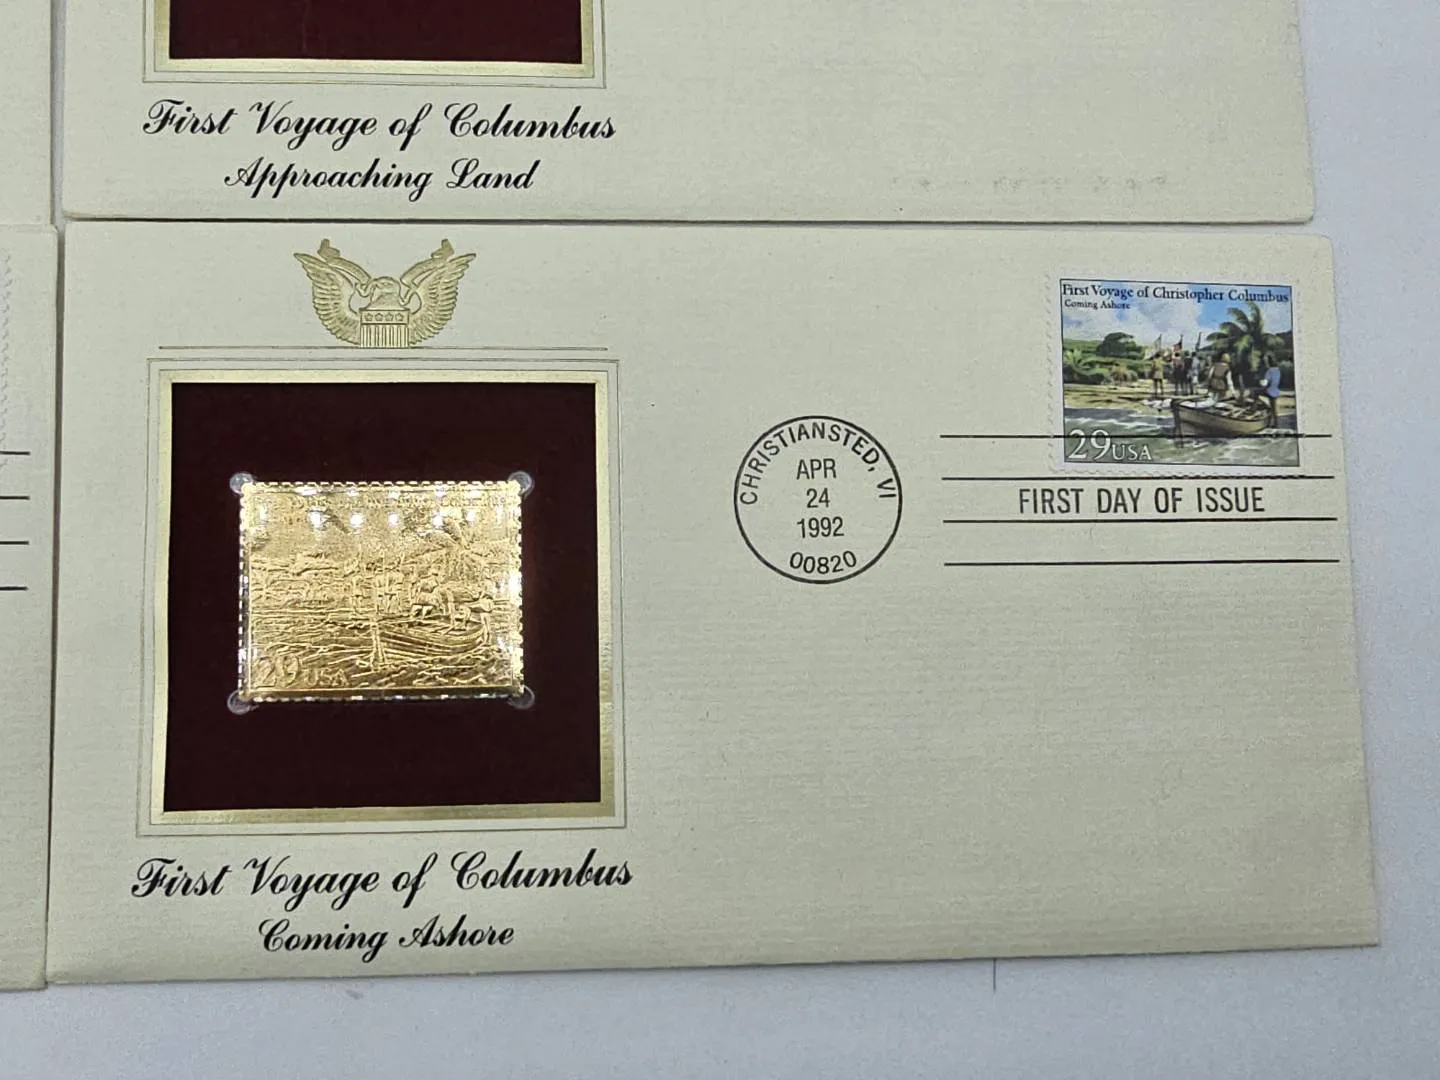 First Voyage of Columbus
Approaching Land
First Voyage of Christopher Columbus
Coming Ashore
29USA
CHRISTIANSTED, VI
APR
24
1992
00820
FIRST DAY OF ISSUE
29 USA
First Voyage of Columbus
Coming Ashore